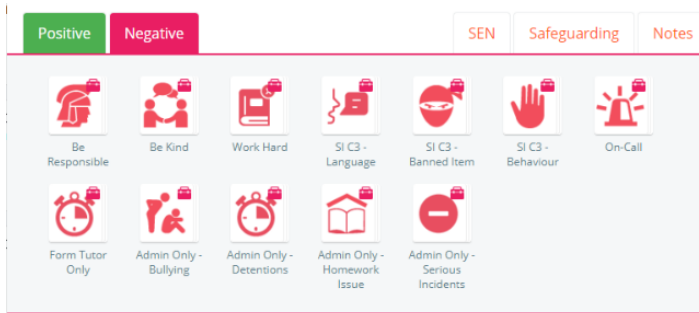 Positive Negative SEN Safeguarding Notes
Be Responsible
Be Kind
Work Hard
SI C3 - Language
SI C3 - Banned Item
SI C3 - Behaviour
On-Call
Form Tutor Only
Admin Only - Bullying
Admin Only - Detentions
Admin Only - Homework Issue
Admin Only - Serious Incidents